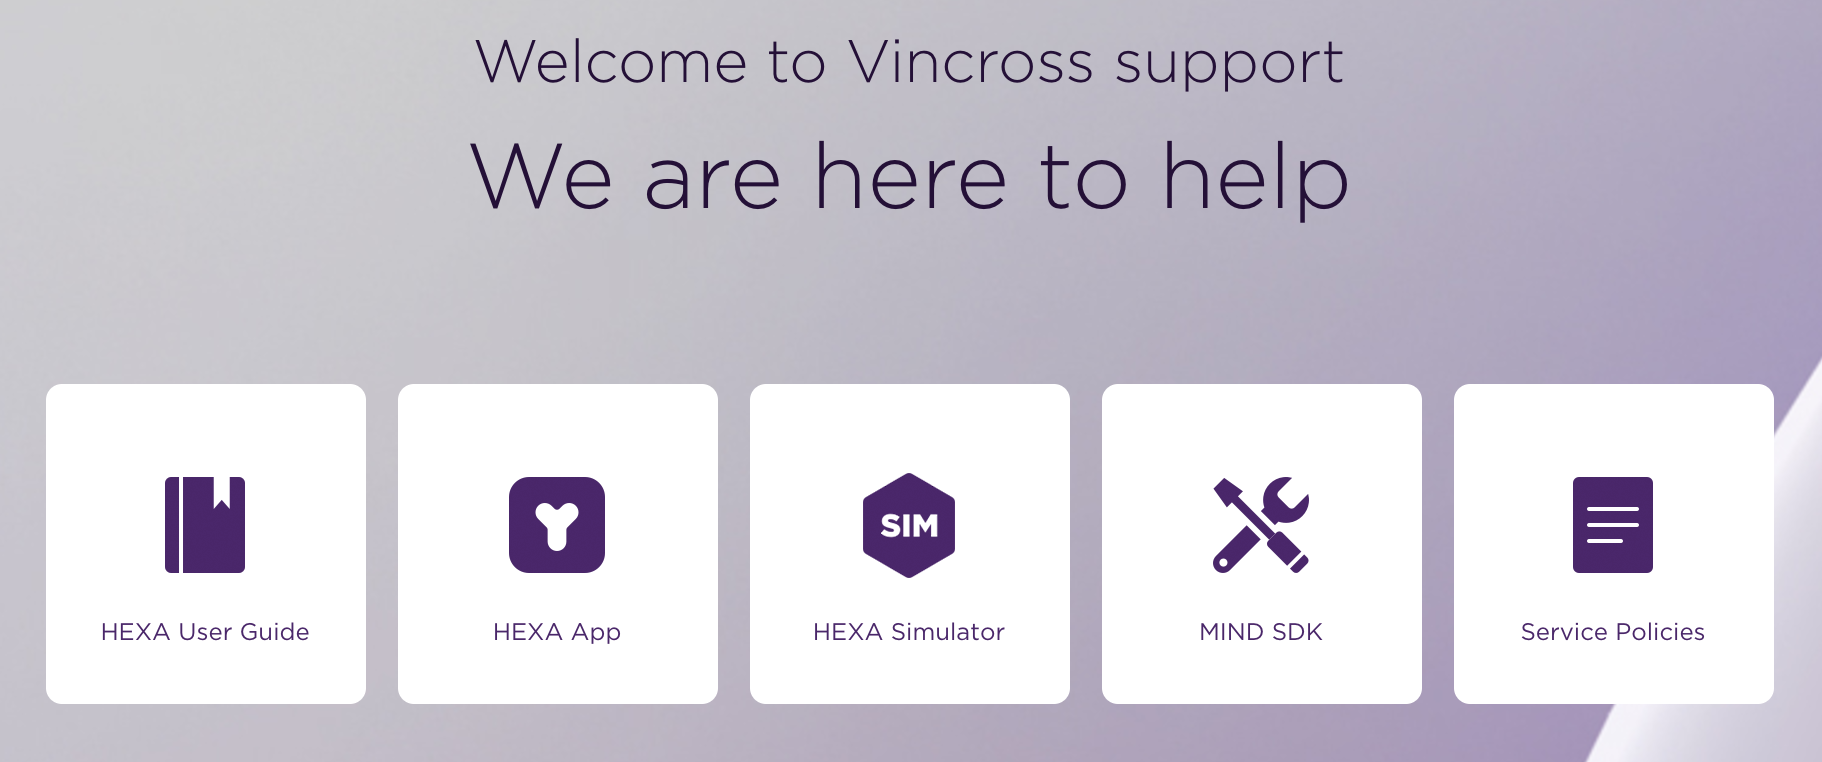 Welcome to Vincross support
We are here to help
SIM
HEXA User Guide
HEXA App
HEXA Simulator
MIND SDK
Service Policies